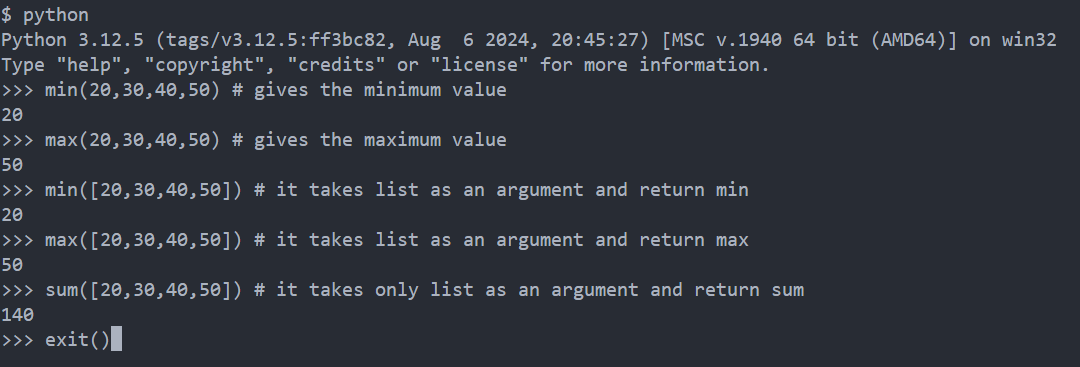 $ python
Python 3.12.5 (tags/v3.12.5:ff3bc82, Aug  6 2024, 20:45:27) [MSC v.1940 64 bit (AMD64)] on win32
Type "help", "copyright", "credits" or "license" for more information.
>>> min(20,30,40,50) # gives the minimum value
20
>>> max(20,30,40,50) # gives the maximum value
50
>>> min([20,30,40,50]) # it takes list as an argument and return min
20
>>> max([20,30,40,50]) # it takes list as an argument and return max
50
>>> sum([20,30,40,50]) # it takes only list as an argument and return sum
140
>>> exit()